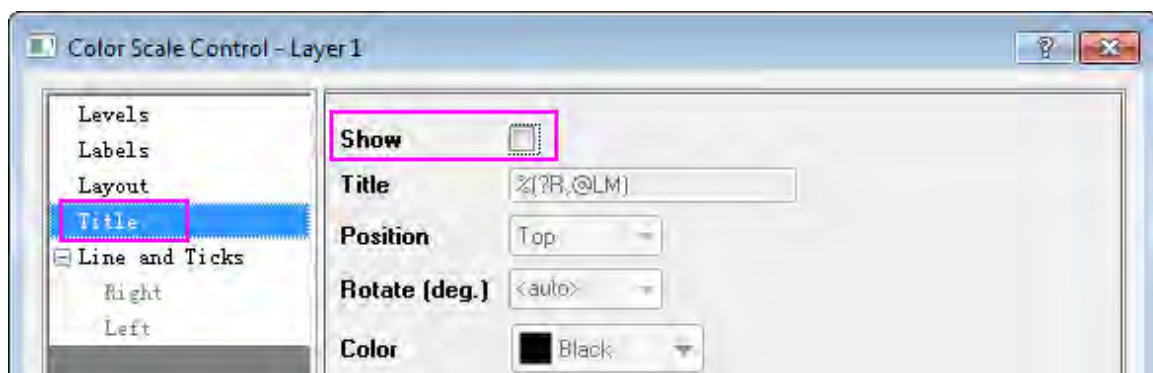 Color Scale Control - Layer 1
Levels
Labels
Layout
Title
Line and Ticks
Right
Left
Show
Title %(?R,@LM)
Position Top
Rotate (deg.) <auto>
Color Black